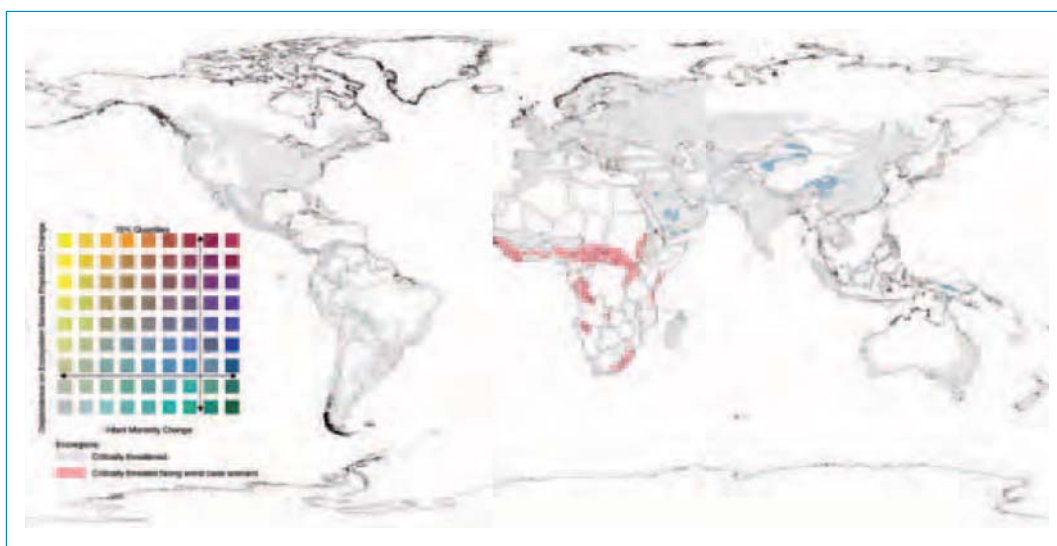 10% Quantiles
Dependence on Ecosystem Services Population Change
Infant Mortality Change
Ecoregions
Critically threatened
Critically threatened facing worst case scenario